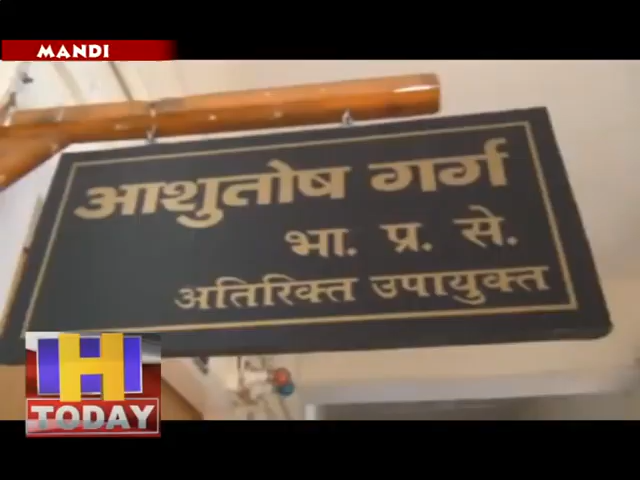 MANDI
आशुतोष गर्ग
भा. प्र. से.
अतिरिक्त उपायुक्त
H
TODAY